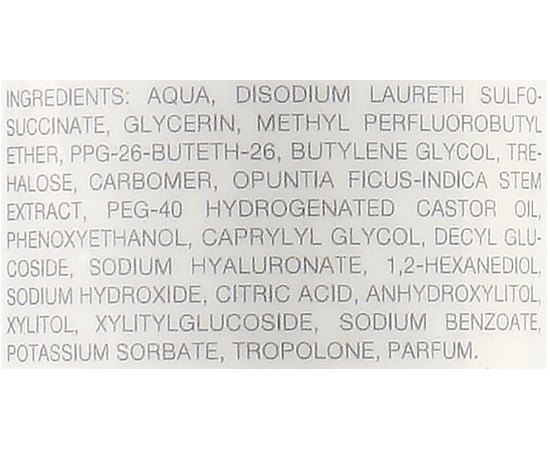 INGREDIENTS: AQUA, DISODIUM LAURETH SULFO-
SUCCINATE, GLYCERIN, METHYL PERFLUOROBUTYL
ETHER, PPG-26-BUTETH-26, BUTYLENE GLYCOL, TRE-
HALOSE, CARBOMER, OPUNTIA FICUS-INDICA STEM
EXTRACT, PEG-40 HYDROGENATED CASTOR OIL,
PHENOXYETHANOL, CAPRYLYL GLYCOL, DECYL GLU-
COSIDE, SODIUM HYALURONATE, 1,2-HEXANEDIOL,
SODIUM HYDROXIDE, CITRIC ACID, ANHYDROXYLITOL,
XYLITOL, XYLITYLGLUCOSIDE, SODIUM BENZOATE,
POTASSIUM SORBATE, TROPOLONE, PARFUM.